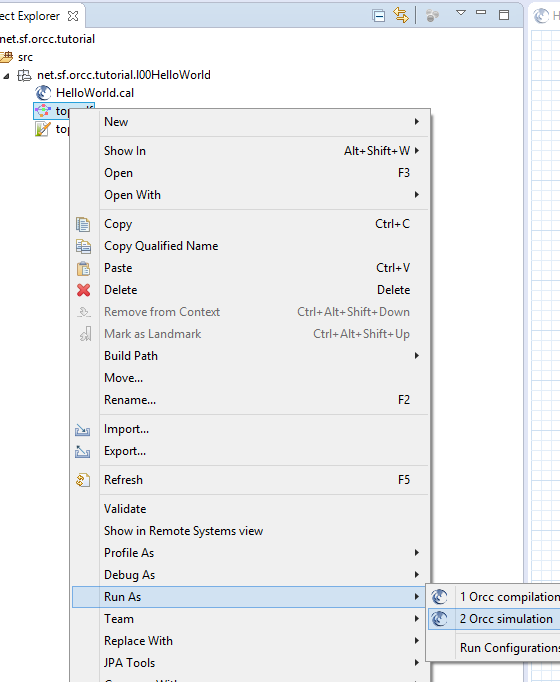 ect Explorer
net.sf.orcc.tutorial
src
net.sf.orcc.tutorial.I00HelloWorld
HelloWorld.cal
New
Show In Alt+Shift+W
Open F3
Open With
Copy Ctrl+C
Copy Qualified Name
Paste Ctrl+V
Delete Delete
Remove from Context Ctrl+Alt+Shift+Down
Mark as Landmark Ctrl+Alt+Shift+Up
Build Path
Move...
Rename... F2
Import...
Export...
Refresh F5
Validate
Show in Remote Systems view
Profile As
Debug As
Run As
1 Orcc compilation
Team
2 Orcc simulation
Replace With
Run Configurations
JPA Tools